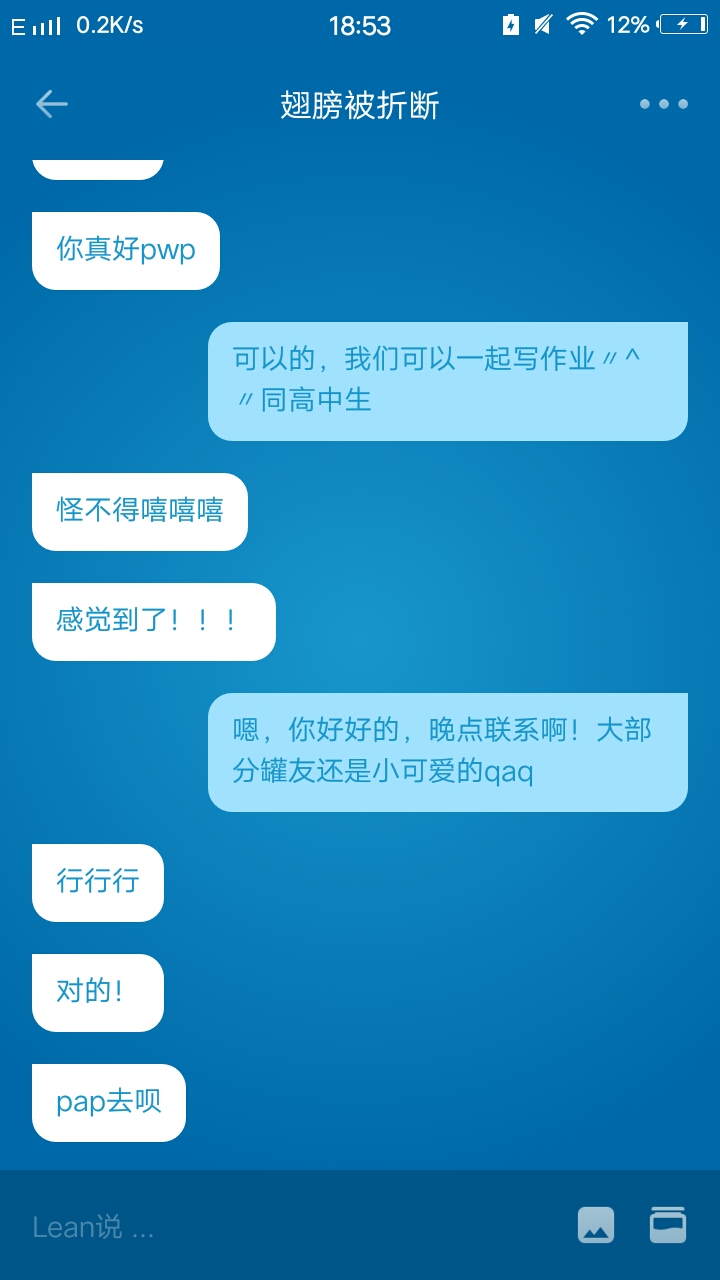 E 0.2K/s 18:53 12%
翅膀被折断
你真好pwp
可以的，我们可以一起写作业〃^
〃同高中生
怪不得嘻嘻嘻
感觉到了！！！
嗯，你好好的，晚点联系啊！大部
分罐友还是小可爱的qaq
行行行
对的！
pap去呗
Lean说 ...